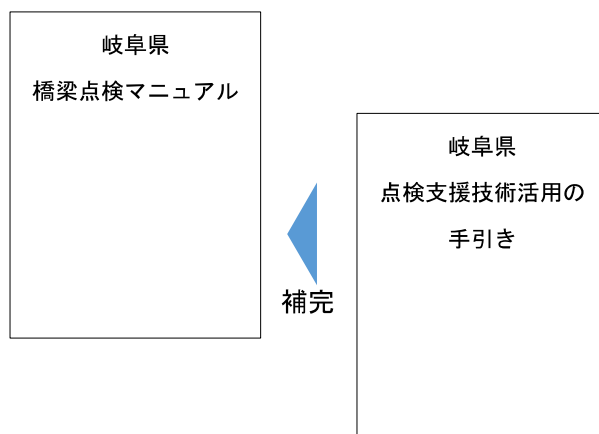 岐阜県
橋梁点検マニュアル
補完
岐阜県
点検支援技術活用の
手引き